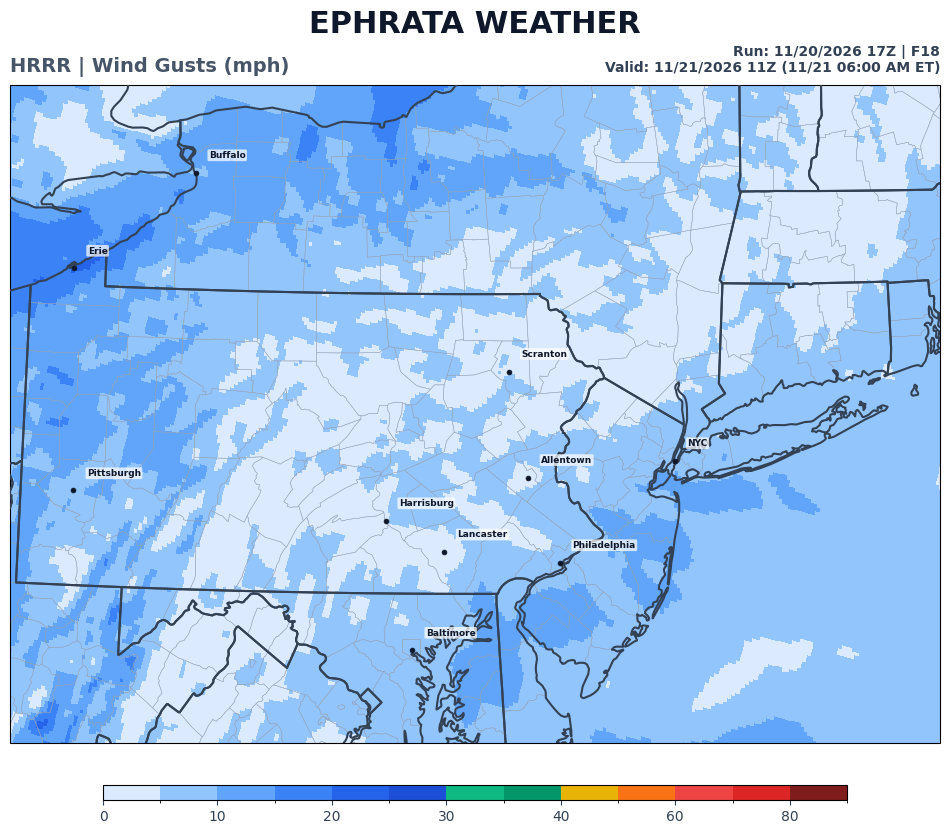 EPHRATA WEATHER
HRRR | Wind Gusts (mph)
Run: 11/20/2026 17Z | F18
Valid: 11/21/2026 11Z (11/21 06:00 AM ET)
Buffalo
Erie
Scranton
NYC
Allentown
Pittsburgh
Harrisburg
Lancaster
Philadelphia
Baltimore
0 10 20 30 40 60 80